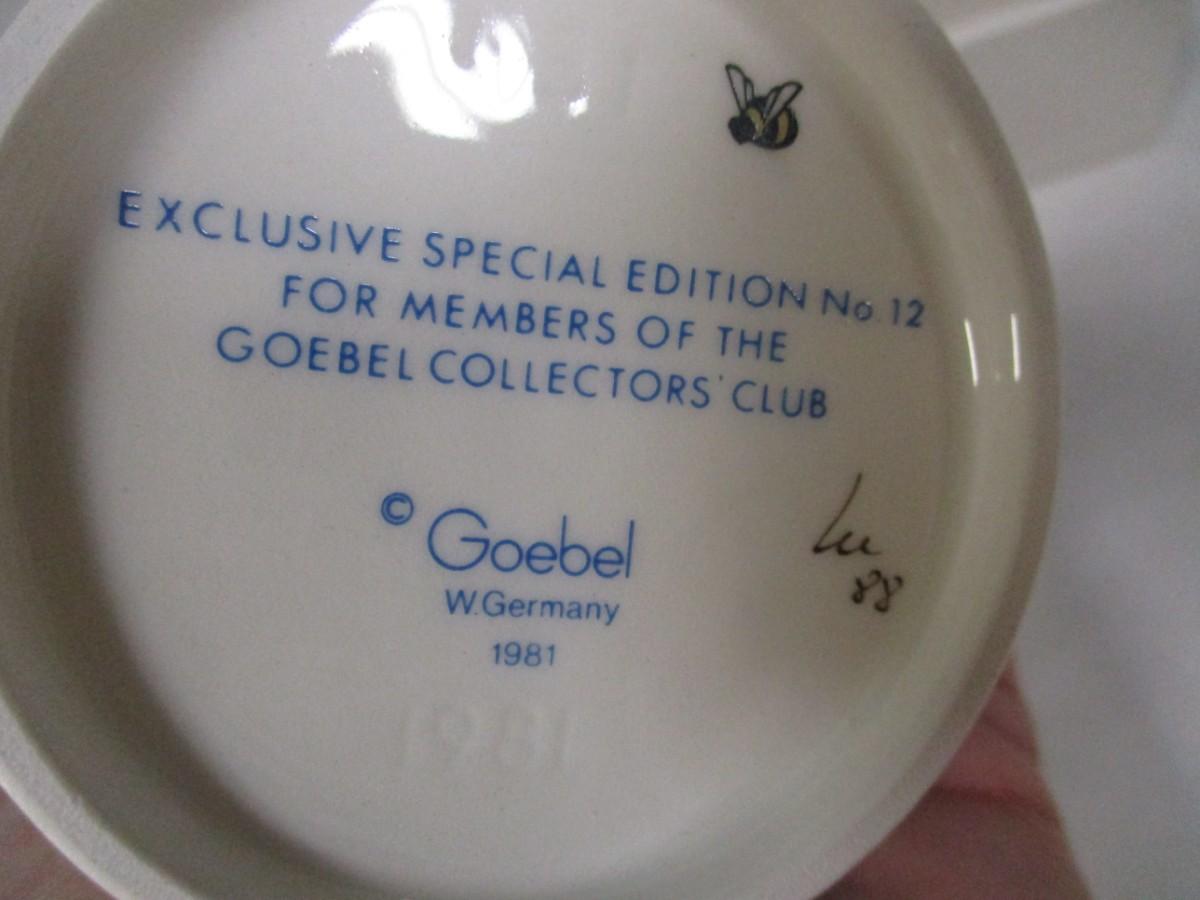 EXCLUSIVE SPECIAL EDITION No. 12
FOR MEMBERS OF THE
GOEBEL COLLECTORS' CLUB
© Goebel
W.Germany
1981
88
1981